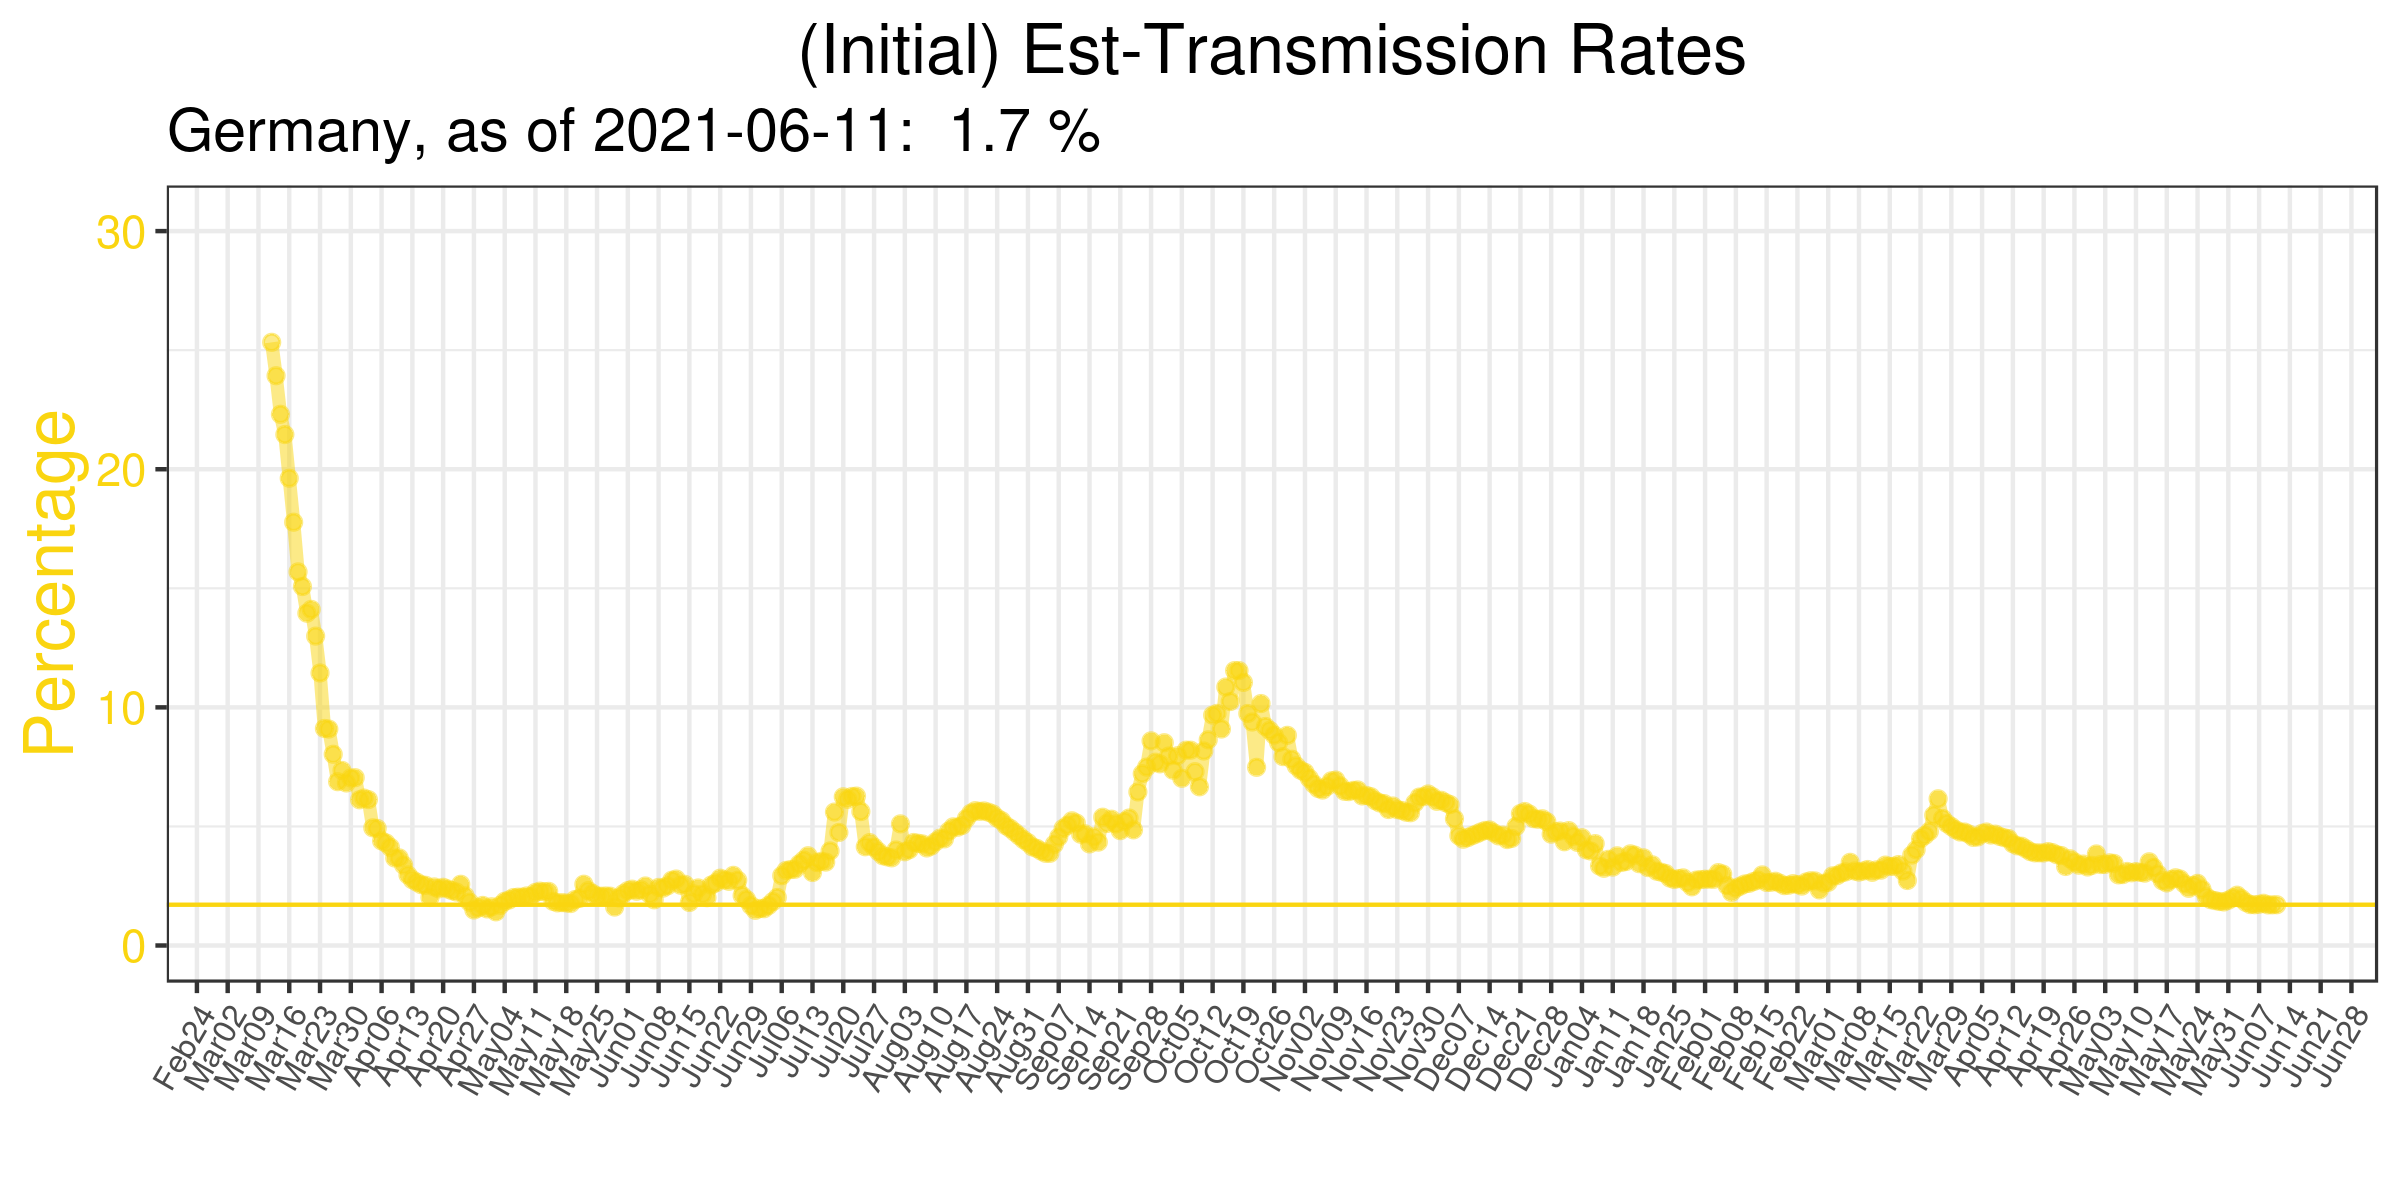 (Initial) Est-Transmission Rates
Germany, as of 2021-06-11:  1.7 %
Percentage
30
20
10
0
Feb24 Mar02 Mar09 Mar16 Mar23 Mar30 Apr06 Apr13 Apr20 Apr27 May04 May11 May18 May25 Jun01 Jun08 Jun15 Jun22 Jun29 Jul06 Jul13 Jul20 Jul27 Aug03 Aug10 Aug17 Aug24 Aug31 Sep07 Sep14 Sep21 Sep28 Oct05 Oct12 Oct19 Oct26 Nov02 Nov09 Nov16 Nov23 Nov30 Dec07 Dec14 Dec21 Dec28 Jan04 Jan11 Jan18 Jan25 Feb01 Feb08 Feb15 Feb22 Mar01 Mar08 Mar15 Mar22 Mar29 Apr05 Apr12 Apr19 Apr26 May03 May10 May17 May24 May31 Jun07 Jun14 Jun21 Jun28